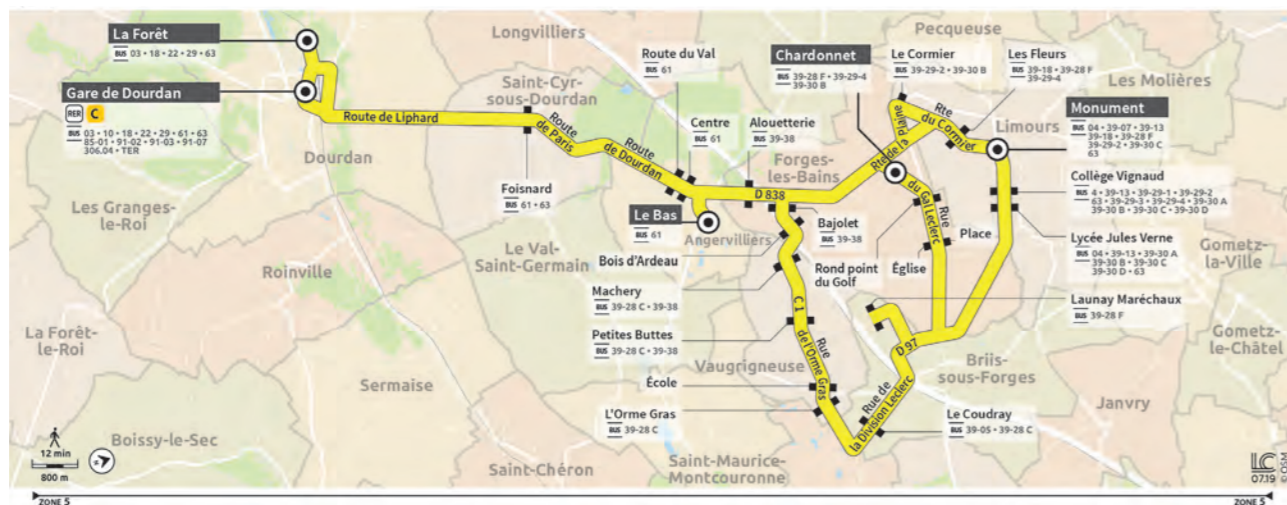 La Forêt
BUS 03 • 18 • 22 • 29 • 63
Gare de Dourdan
RER C
BUS 03 • 10 • 18 • 22 • 29 • 61 • 63
85-01 • 91-02 • 91-03 • 91-07
306.04 • TER
Route de Liphard
Dourdan
Les Granges-
le-Roi
Roinville
La Forêt-
le-Roi
Sermaise
Boissy-le-Sec
12 min
800 m
Longvilliers
Saint-Cyr-
sous-Dourdan
Route
de Paris
Foisnard
BUS 61 • 63
Route
de Dourdan
Route du Val
BUS 61
Centre
BUS 61
Alouetterie
BUS 39-38
D 838
Le Bas
BUS 61
Angervilliers
Le Val-
Saint-Germain
Forges-
les-Bains
Bajolet
BUS 39-38
Bois d'Ardeau
Machery
BUS 39-28 C • 39-38
Petites Buttes
BUS 39-28 C • 39-38
École
L'Orme Gras
BUS 39-28 C
C 1
Rue
de l'Orme Gras
Vaugrigneuse
Saint-Chéron
Saint-Maurice-
Montcouronne
Rue de
la Division Leclerc
Le Coudray
BUS 39-05 • 39-28 C
D 97
Chardonnet
BUS 39-28 F • 39-29-4
39-30 B
Pecqueuse
Le Cormier
BUS 39-29-2 • 39-30 B
Les Fleurs
BUS 39-18 • 39-28 F
39-29-4
Les Molières
Rte
du Cormier
Rte de la
plaine
Limours
Monument
BUS 04 • 39-07 • 39-13
39-18 • 39-28 F
39-29-2 • 39-30 C
63
Collège Vignaud
BUS 4 • 39-13 • 39-29-1 • 39-29-2
63 • 39-29-3 • 39-29-4 • 39-30 A
39-30 B • 39-30 C • 39-30 D
Lycée Jules Verne
BUS 04 • 39-13 • 39-30 A
39-30 B • 39-30 C
39-30 D • 63
Rue
du Gal Leclerc
Place
Rond point
du Golf
Église
Launay Maréchaux
BUS 39-28 F
Briis-
sous-Forges
Gometz-
la-Ville
Gometz-
le-Châtel
Janvry
LC
07.19
© OSM
ZONE 5
ZONE 5